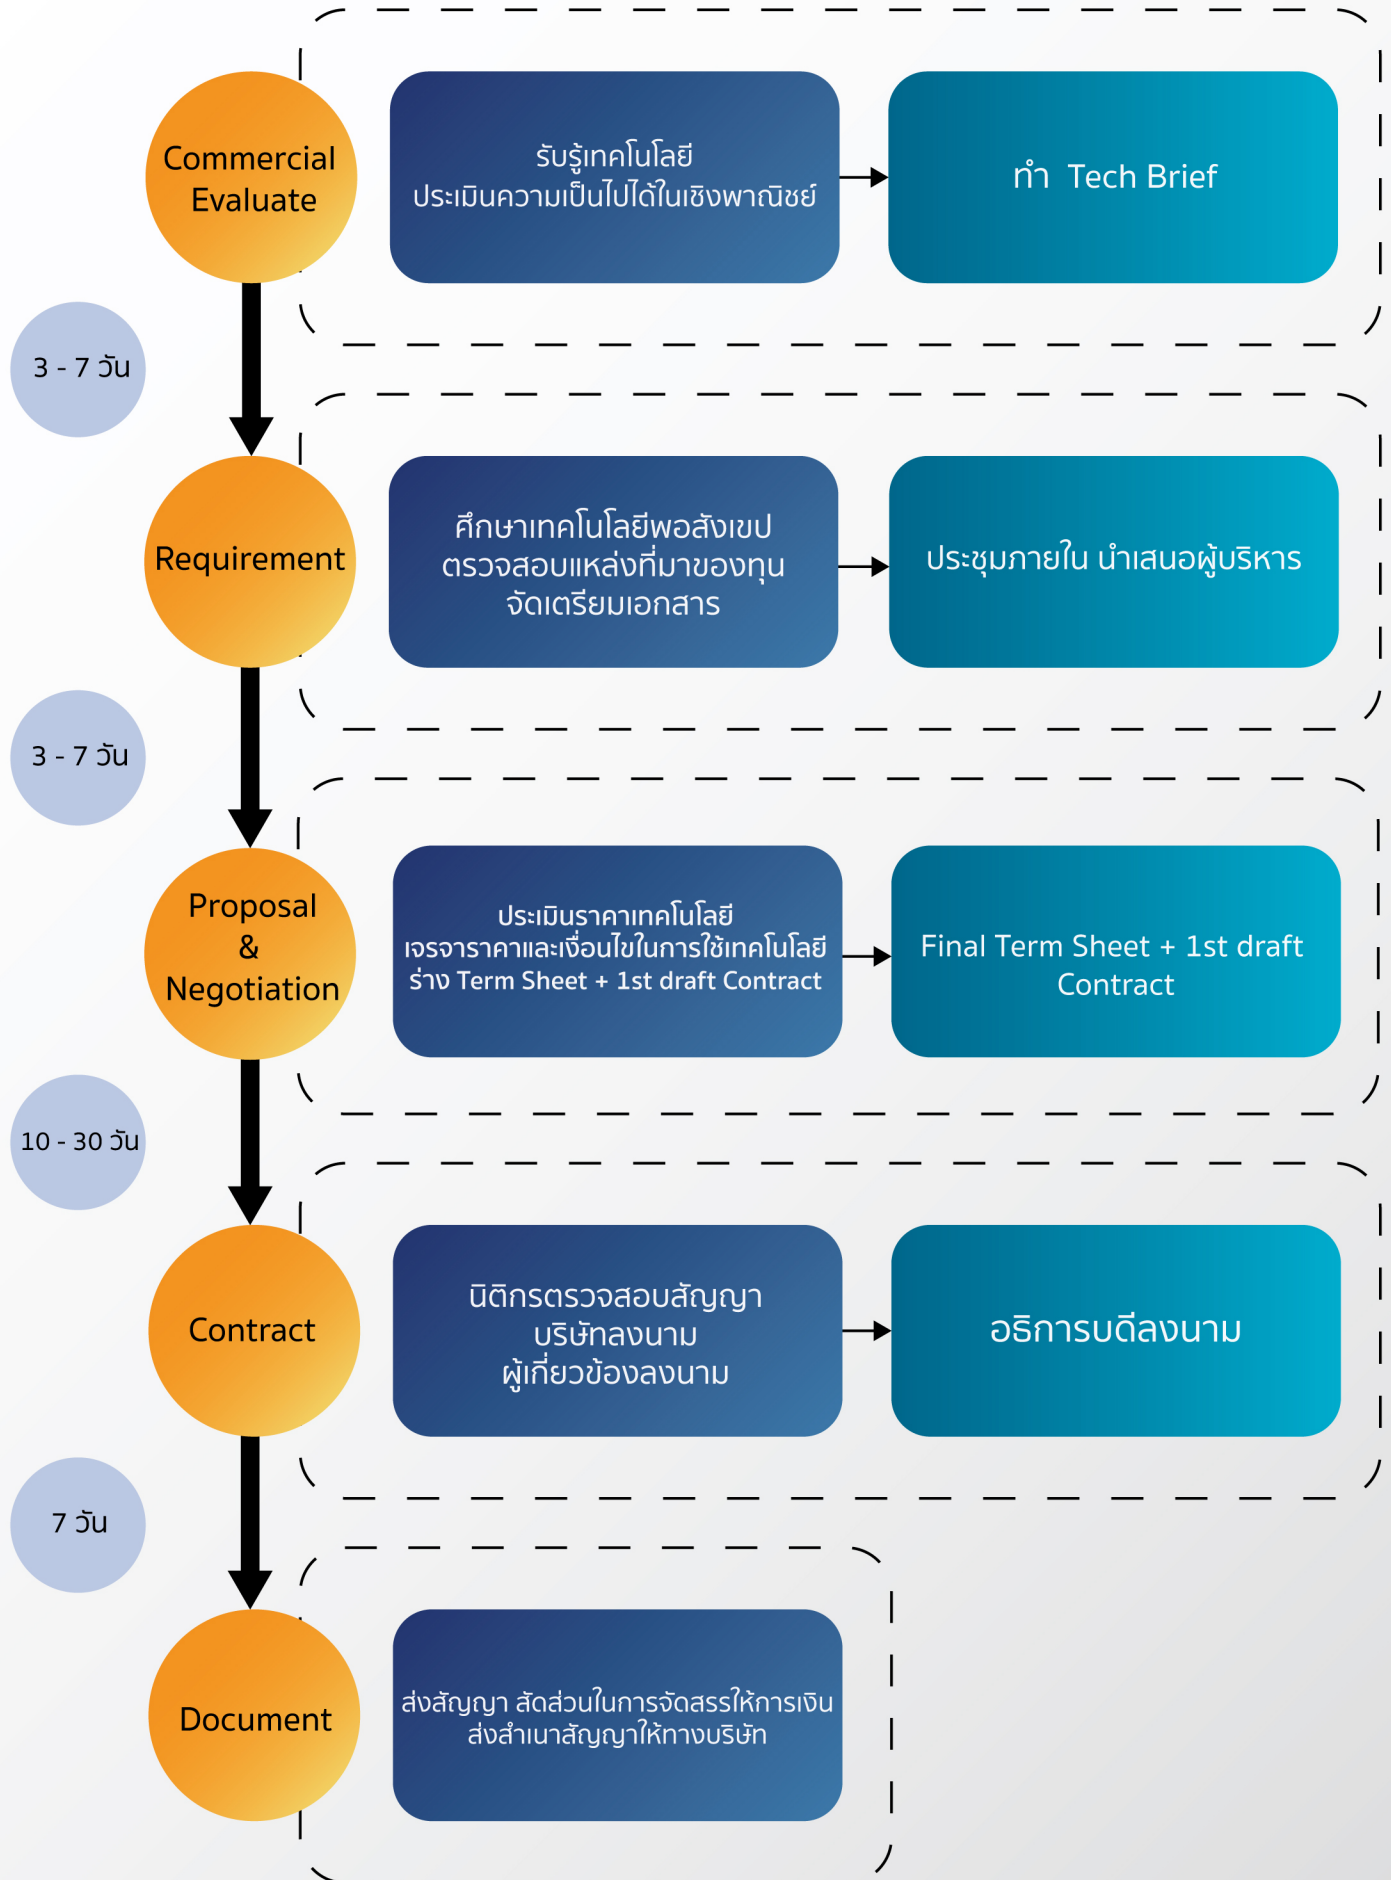 Commercial
Evaluate
รับรู้เทคโนโลยี
ประเมินความเป็นไปได้ในเชิงพาณิชย์
ทำ Tech Brief
3 - 7 วัน
Requirement
ศึกษาเทคโนโลยีพอสังเขป
ตรวจสอบแหล่งที่มาของทุน
จัดเตรียมเอกสาร
ประชุมภายใน นำเสนอผู้บริหาร
3 - 7 วัน
Proposal
&
Negotiation
ประเมินราคาเทคโนโลยี
เจรจาราคาและเงื่อนไขในการใช้เทคโนโลยี
ร่าง Term Sheet + 1st draft Contract
Final Term Sheet + 1st draft
Contract
10 - 30 วัน
Contract
นิติกรตรวจสอบสัญญา
บริษัทลงนาม
ผู้เกี่ยวข้องลงนาม
อธิการบดีลงนาม
7 วัน
Document
ส่งสัญญา สัดส่วนในการจัดสรรให้การเงิน
ส่งสำเนาสัญญาให้ทางบริษัท